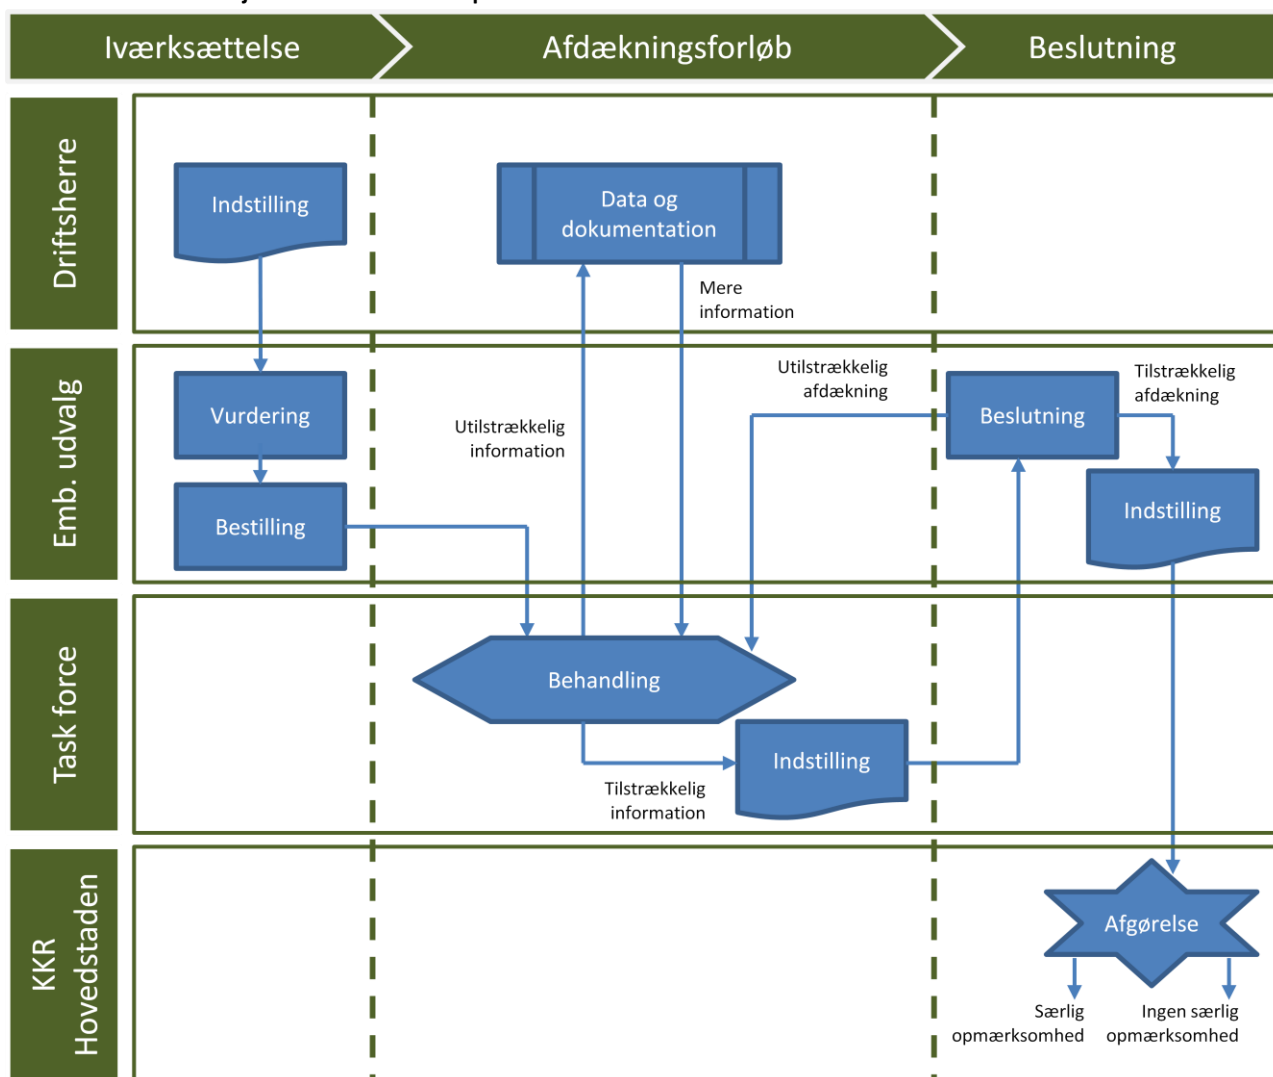 Iværksættelse
Afdækningsforløb
Beslutning
Driftsherre
Indstilling
Data og
dokumentation
Mere
information
Emb. udvalg
Vurdering
Bestilling
Utilstrækkelig
information
Utilstrækkelig
afdækning
Beslutning
Tilstrækkelig
afdækning
Indstilling
Task force
Behandling
Tilstrækkelig
information
Indstilling
KKR
Hovedstaden
Afgørelse
Særlig
opmærksomhed
Ingen særlig
opmærksomhed